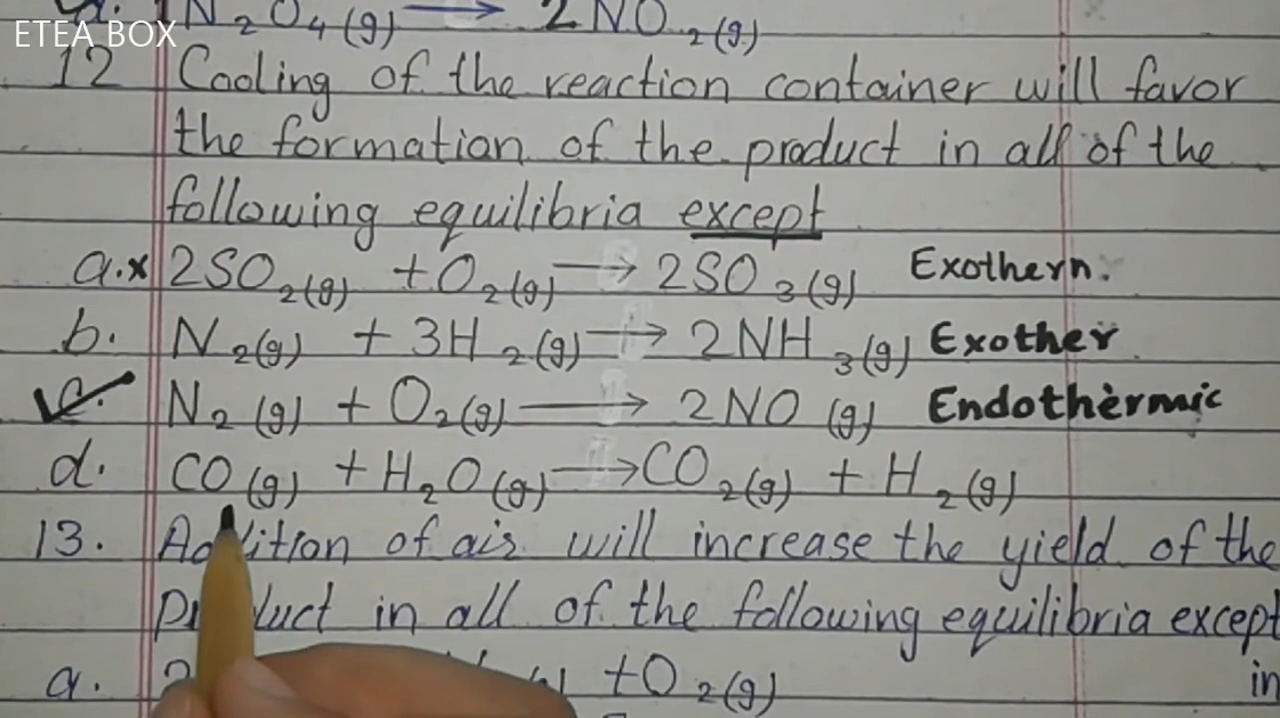 ETEA BOX
N₂O₄(g) → 2NO₂(g)
12 Cooling of the reaction container will favor
the formation of the product in all of the
following equilibria except
a.× 2SO₂(g) + O₂(g) → 2SO₃(g) Exothern.
b. N₂(g) + 3H₂(g) → 2NH₃(g) Exother
c. N₂(g) + O₂(g) → 2NO(g) Endothermic
d. CO(g) + H₂O(g) → CO₂(g) + H₂(g)
13. of air will increase the yield of the
in all of the following equilibria except
a. + O₂(g) in